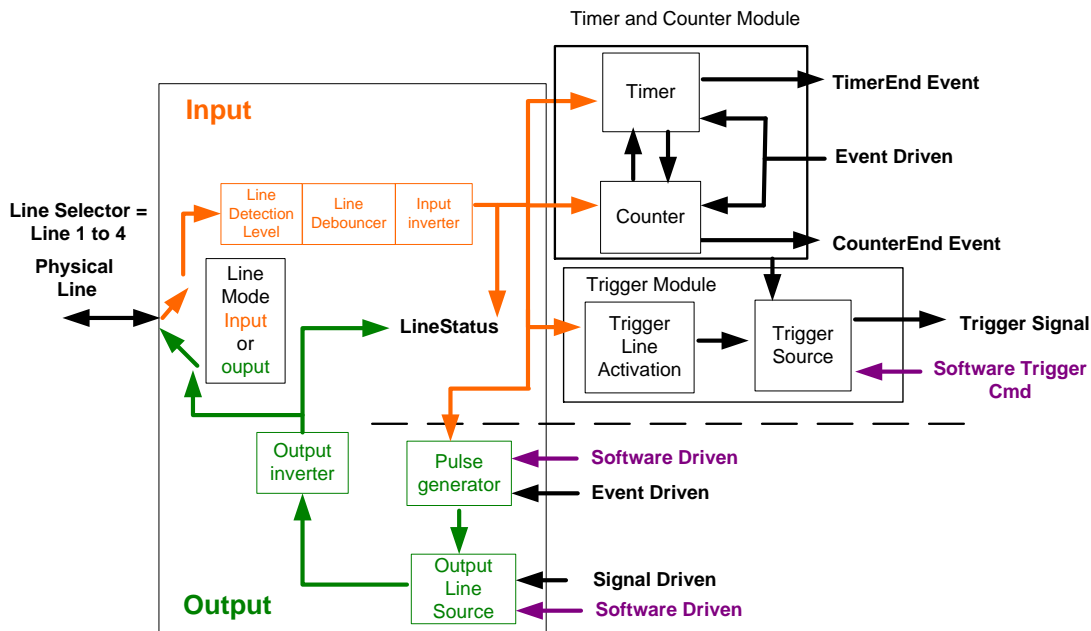 Timer and Counter Module
Input
Timer
TimerEnd Event
Event Driven
Line Selector =
Line 1 to 4
Physical
Line
Line
Detection
Level
Line
Debouncer
Input
inverter
Counter
CounterEnd Event
Line
Mode
Input
or
ouput
LineStatus
Trigger Module
Trigger
Line
Activation
Trigger
Source
Trigger Signal
Software Trigger
Cmd
Output
inverter
Pulse
generator
Software Driven
Event Driven
Output
Line
Source
Signal Driven
Software Driven
Output